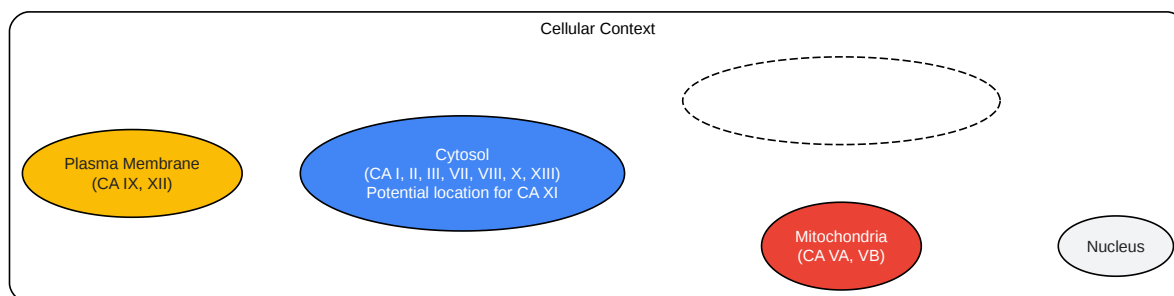 Cellular Context
Plasma Membrane
(CA IX, XII)
Cytosol
(CA I, II, III, VII, VIII, X, XIII)
Potential location for CA XI
Mitochondria
(CA VA, VB)
Nucleus